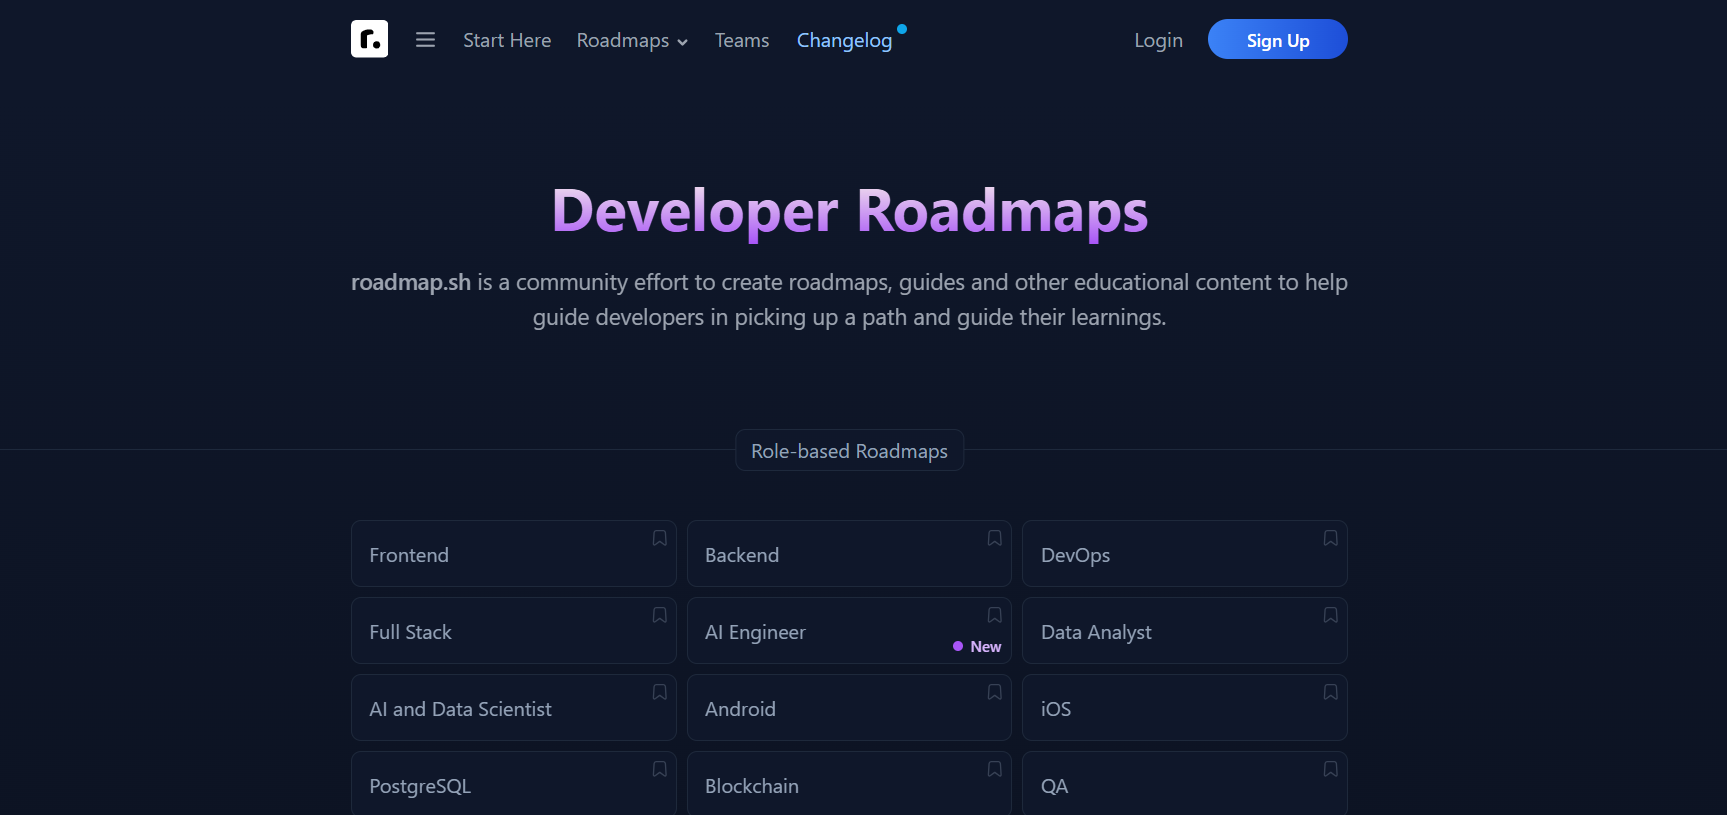 r.
Start Here
Roadmaps
Teams
Changelog
Login
Sign Up
Developer Roadmaps
roadmap.sh is a community effort to create roadmaps, guides and other educational content to help
guide developers in picking up a path and guide their learnings.
Role-based Roadmaps
Frontend
Backend
DevOps
Full Stack
AI Engineer
New
Data Analyst
AI and Data Scientist
Android
iOS
PostgreSQL
Blockchain
QA